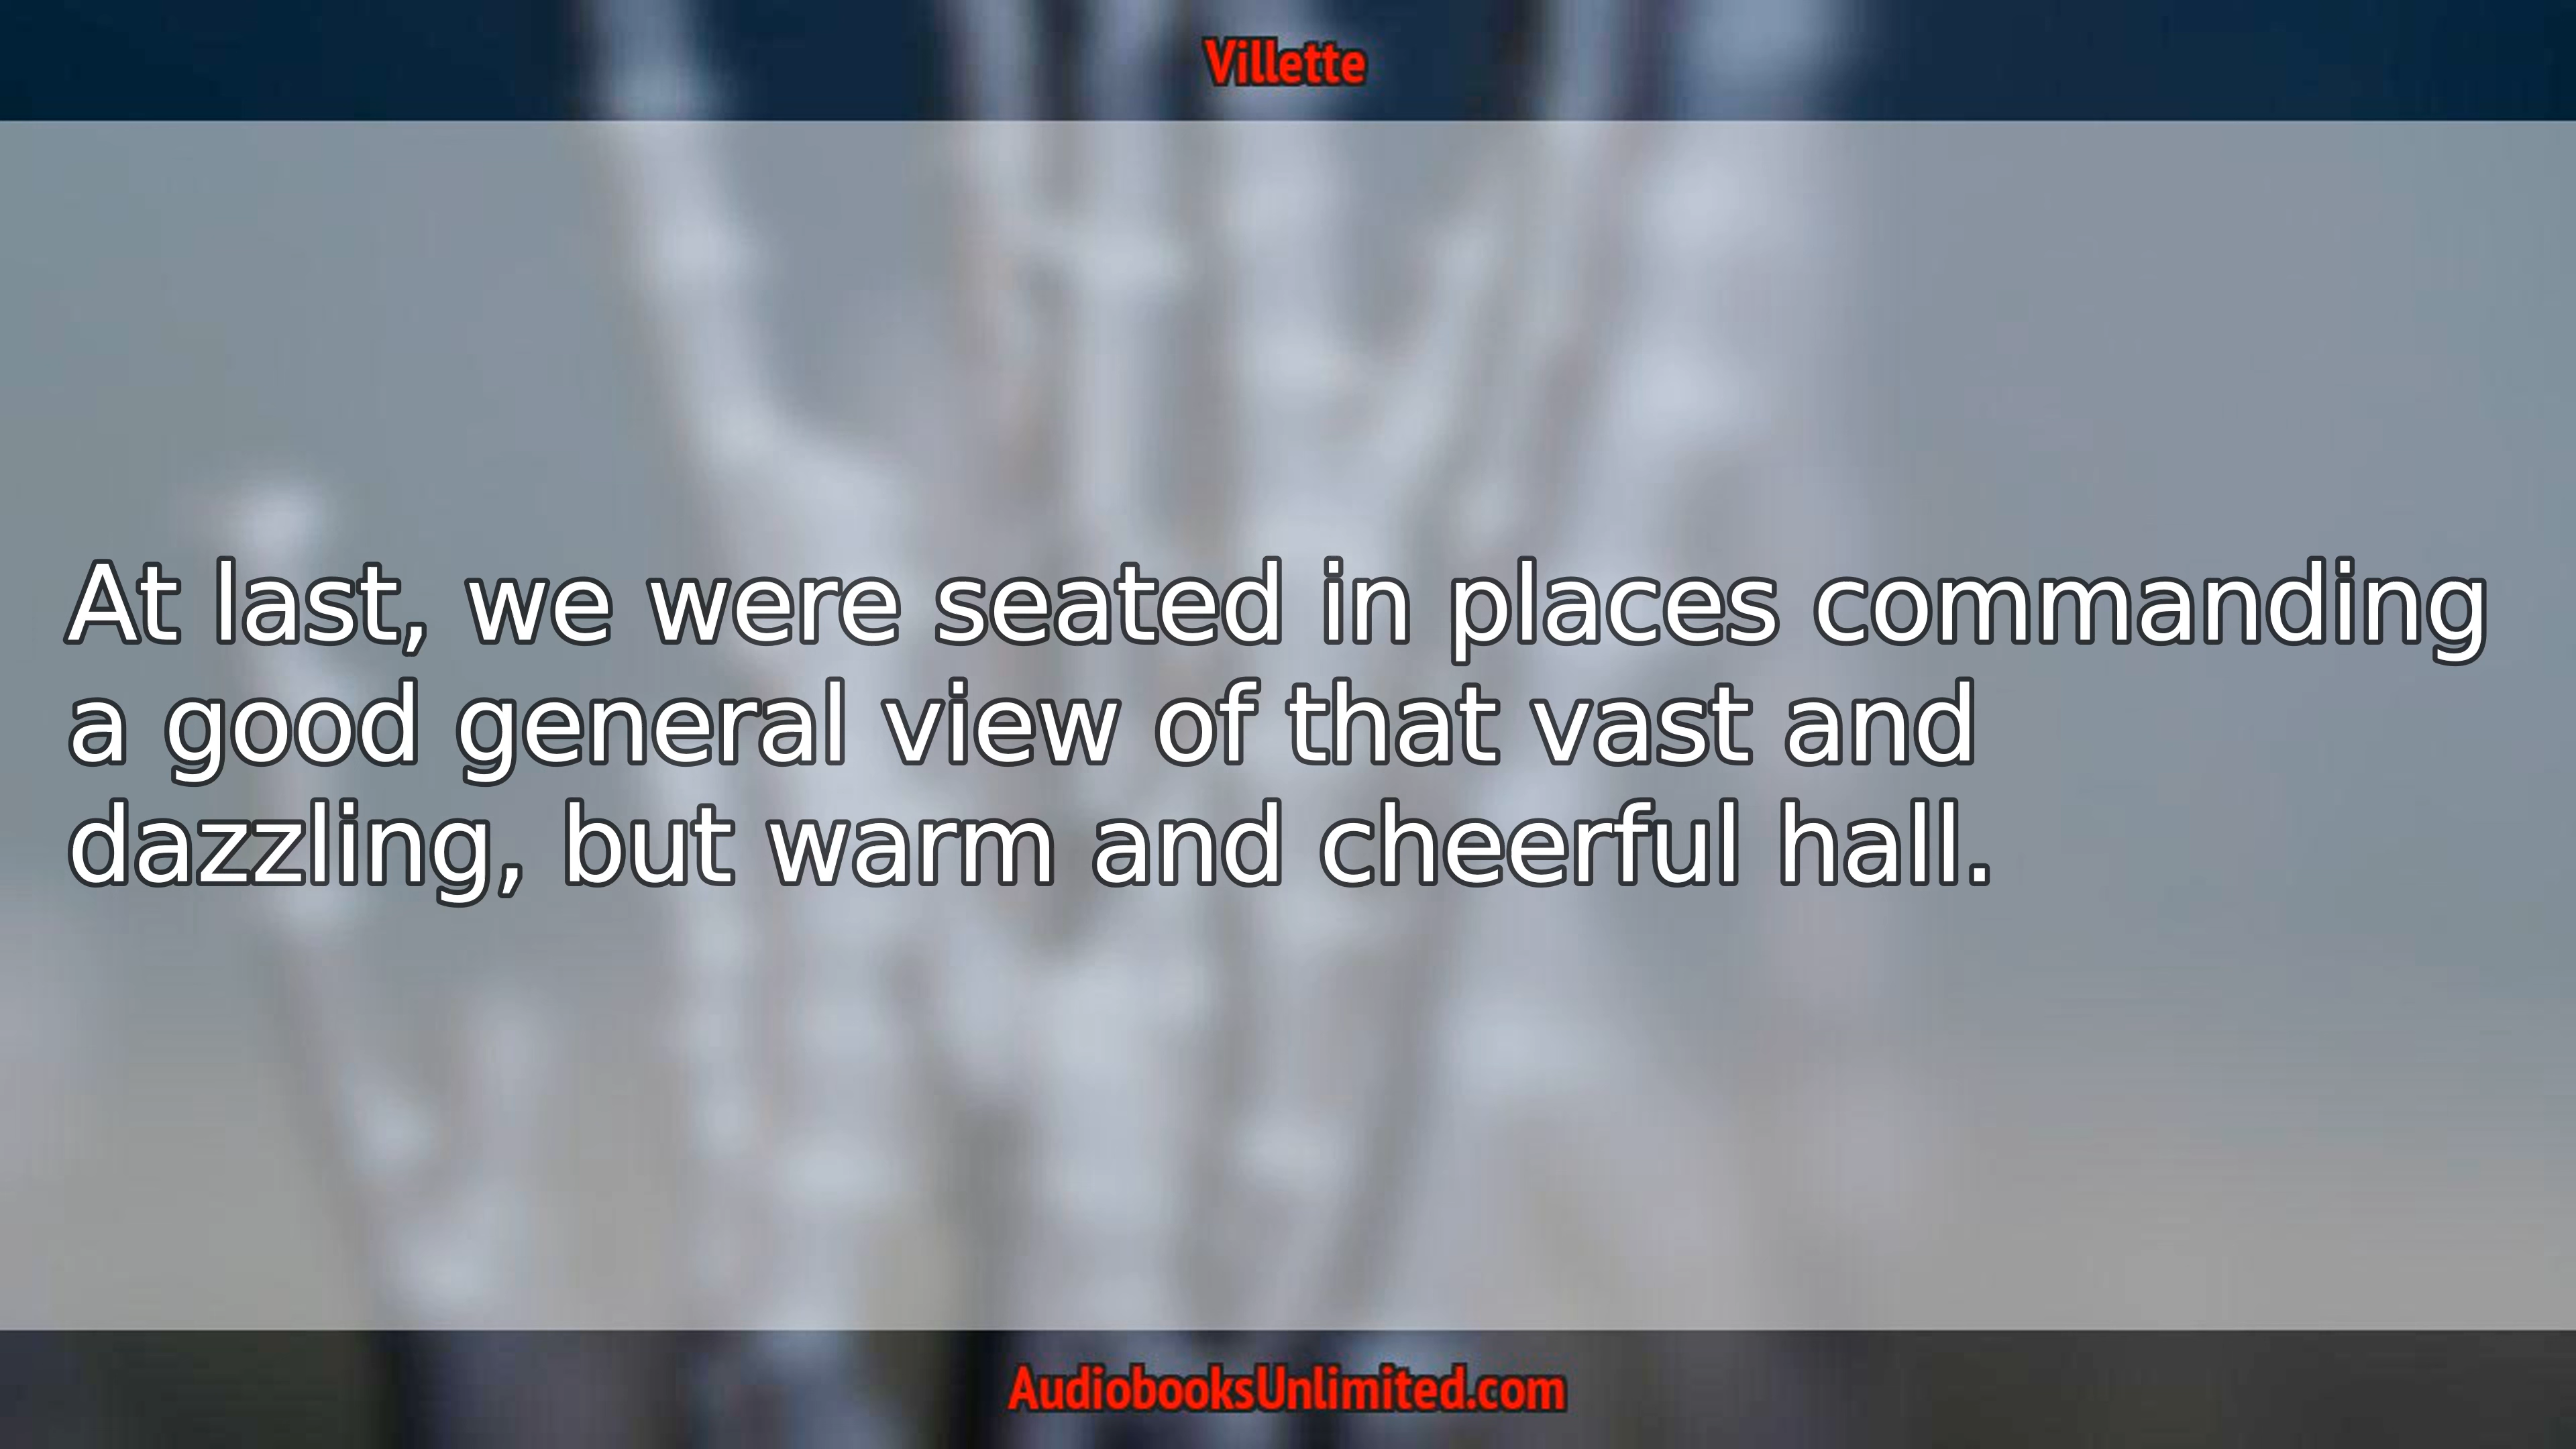 Villette
At last, we were seated in places commanding
a good general view of that vast and
dazzling, but warm and cheerful hall.
AudiobooksUnlimited.com